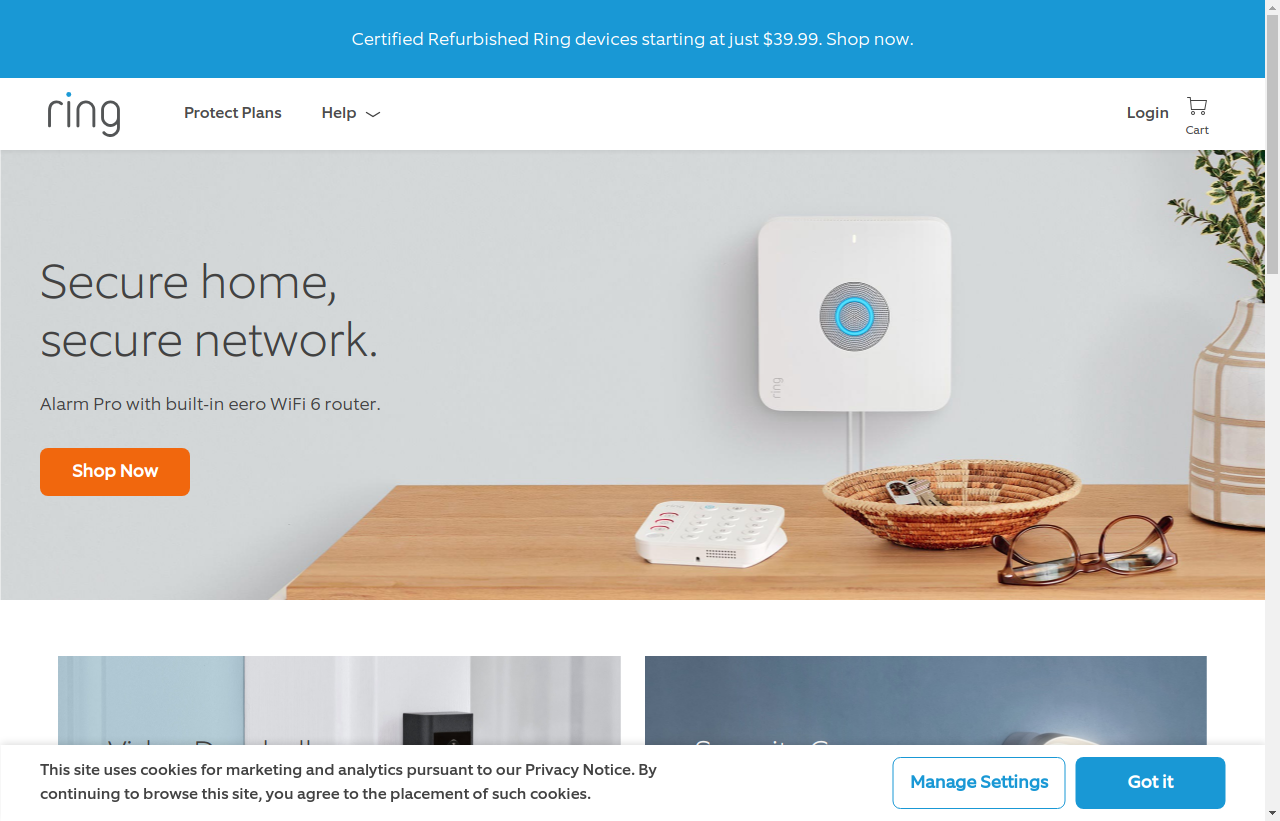 Certified Refurbished Ring devices starting at just $39.99. Shop now.
ring
Protect Plans
Help
Login
Cart
Secure home,
secure network.
Alarm Pro with built-in eero WiFi 6 router.
Shop Now
ring
This site uses cookies for marketing and analytics pursuant to our Privacy Notice. By
continuing to browse this site, you agree to the placement of such cookies.
Manage Settings
Got it